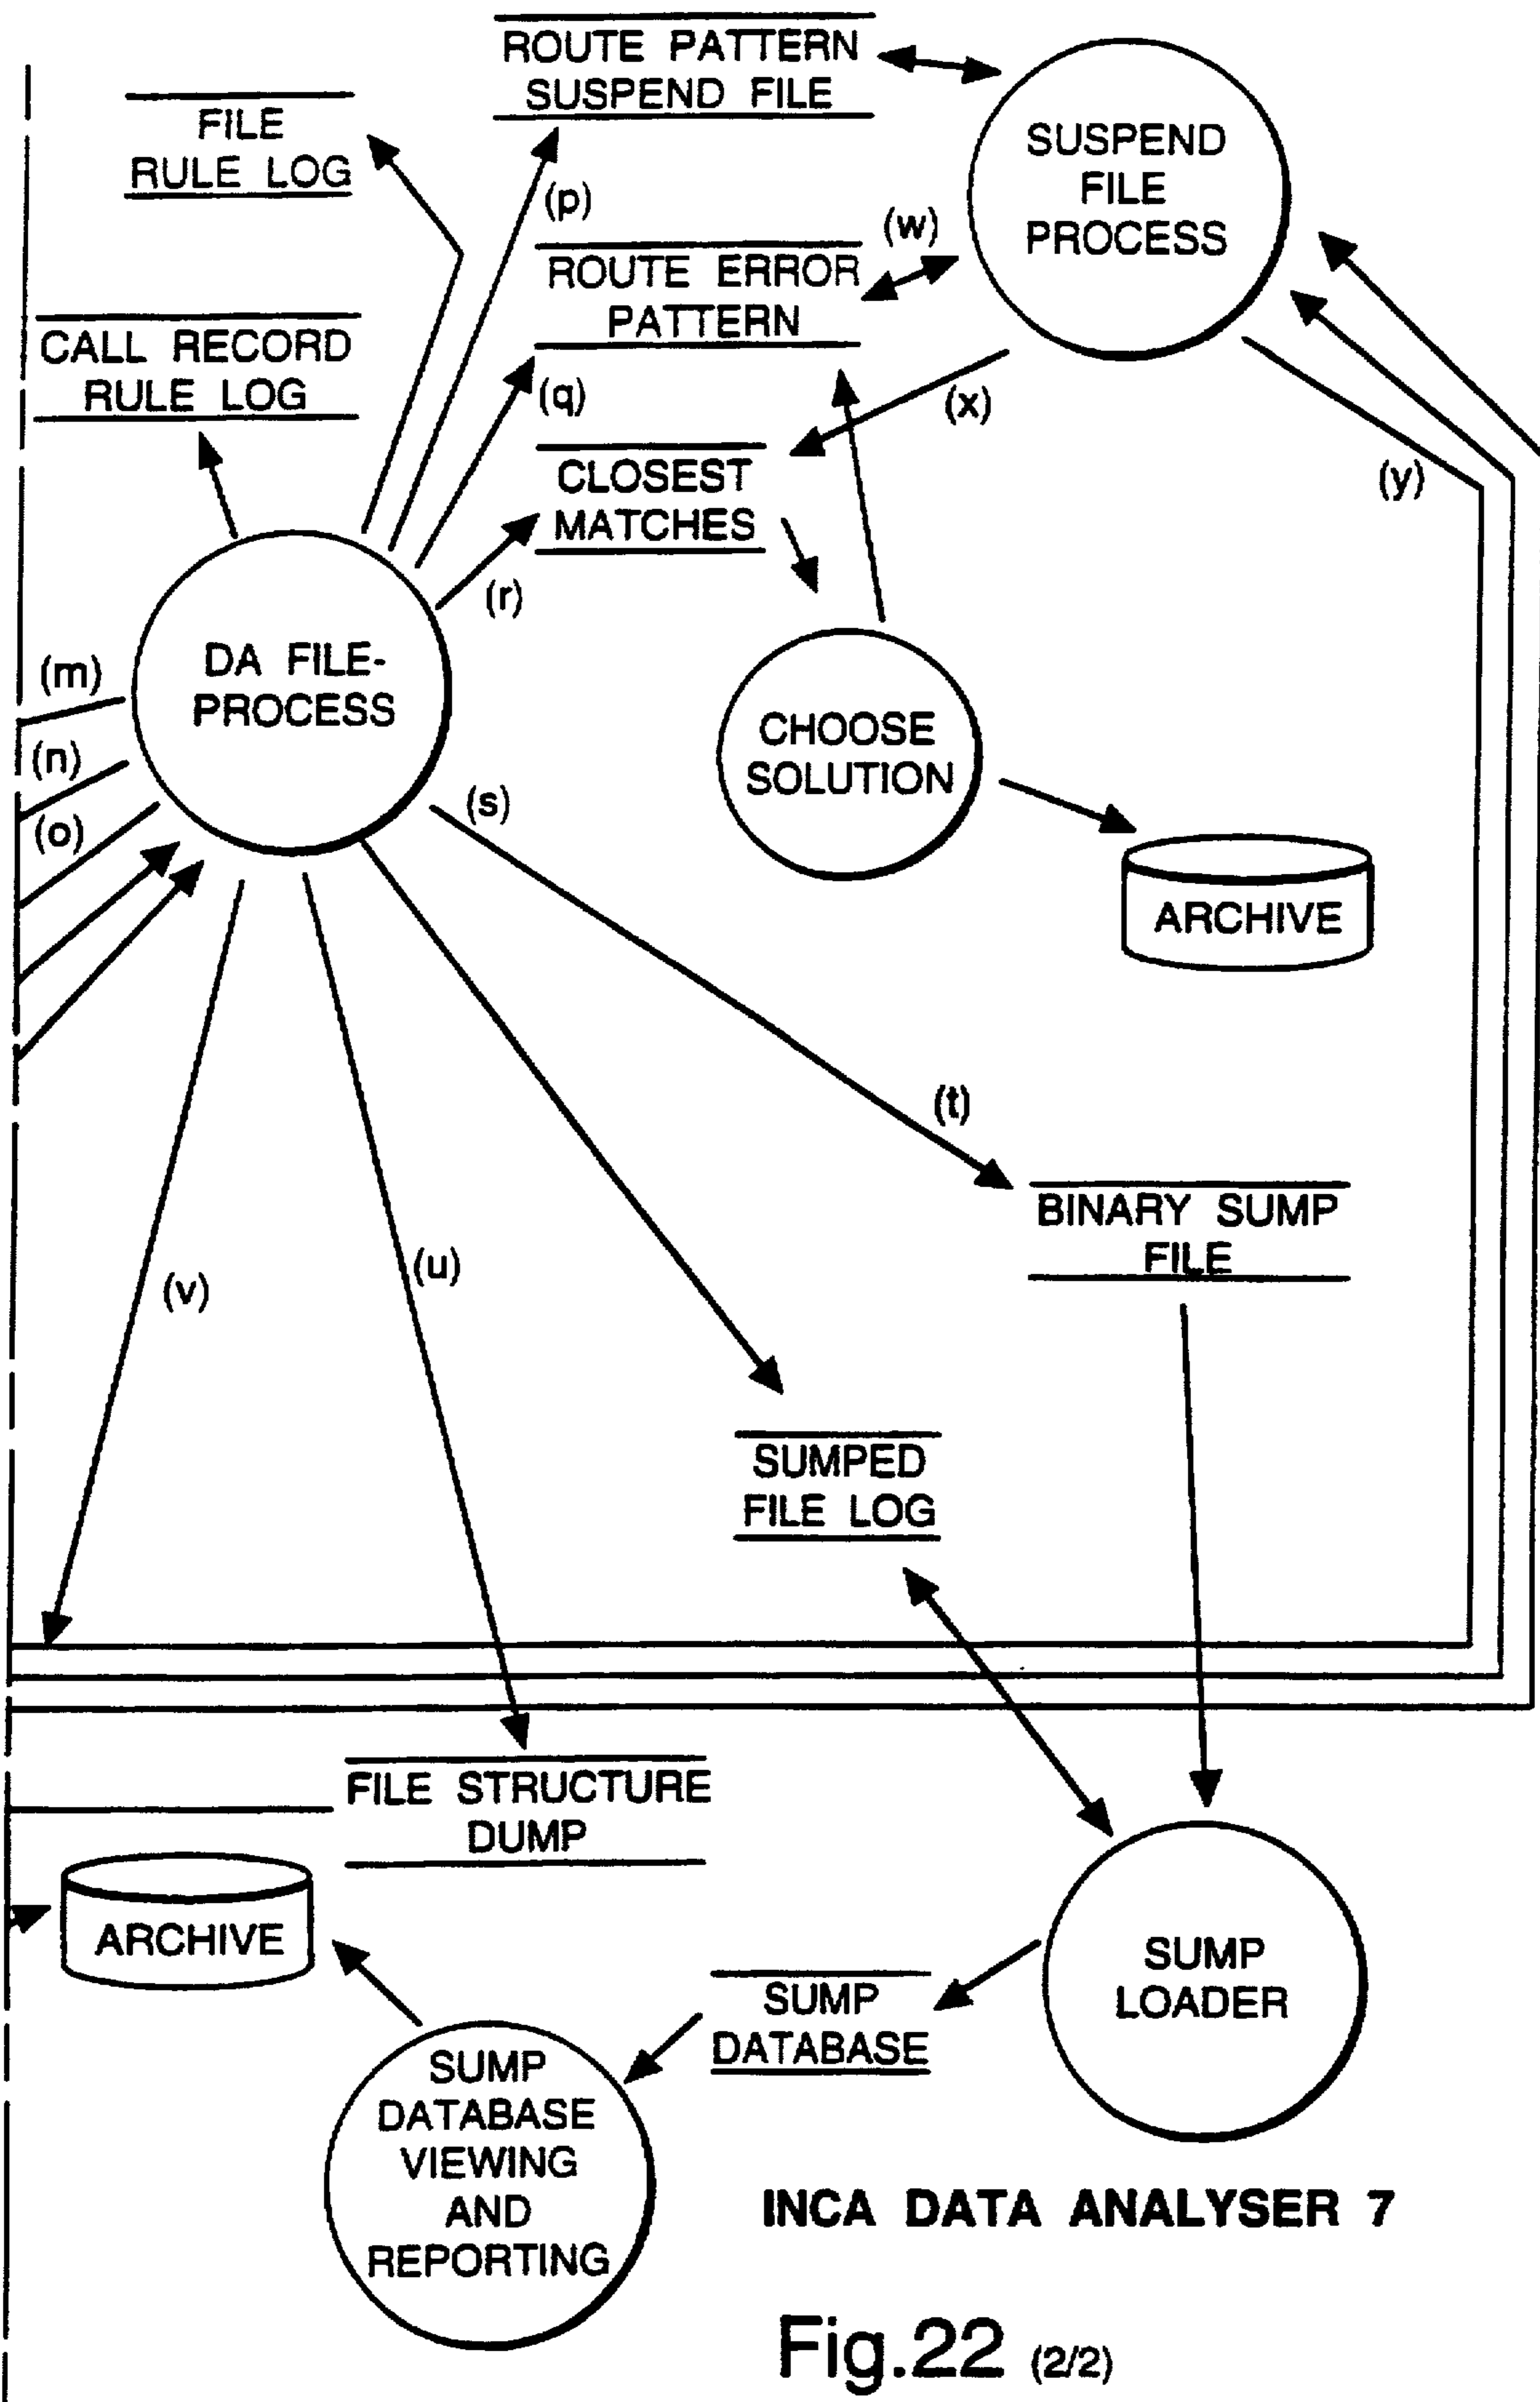 ROUTE PATTERN
SUSPEND FILE
FILE
RULE LOG
SUSPEND
FILE
PROCESS
(p)
(w)
ROUTE ERROR
PATTERN
CALL RECORD
RULE LOG
(q)
(x)
CLOSEST
MATCHES
(y)
(r)
DA FILE-
PROCESS
(m)
(n)
(o)
CHOOSE
SOLUTION
(s)
ARCHIVE
(t)
BINARY SUMP
FILE
(v)
(u)
SUMPED
FILE LOG
FILE STRUCTURE
DUMP
ARCHIVE
SUMP
LOADER
SUMP
DATABASE
SUMP
DATABASE
VIEWING
AND
REPORTING
INCA DATA ANALYSER 7
Fig.22 (2/2)